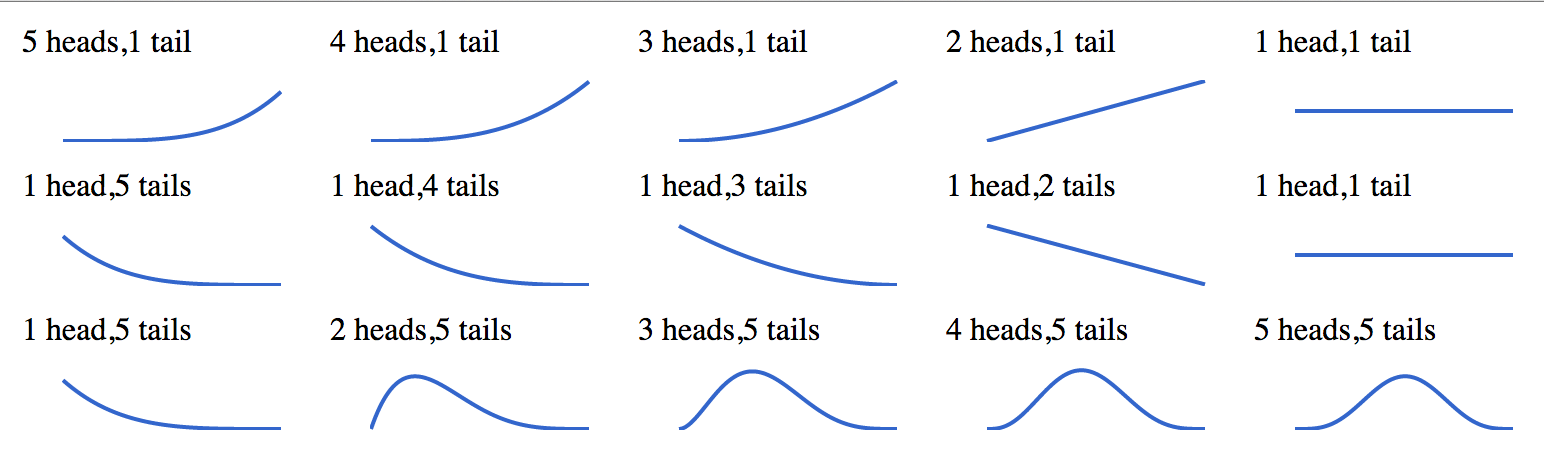 5 heads,1 tail
4 heads,1 tail
3 heads,1 tail
2 heads,1 tail
1 head,1 tail
1 head,5 tails
1 head,4 tails
1 head,3 tails
1 head,2 tails
1 head,1 tail
1 head,5 tails
2 heads,5 tails
3 heads,5 tails
4 heads,5 tails
5 heads,5 tails